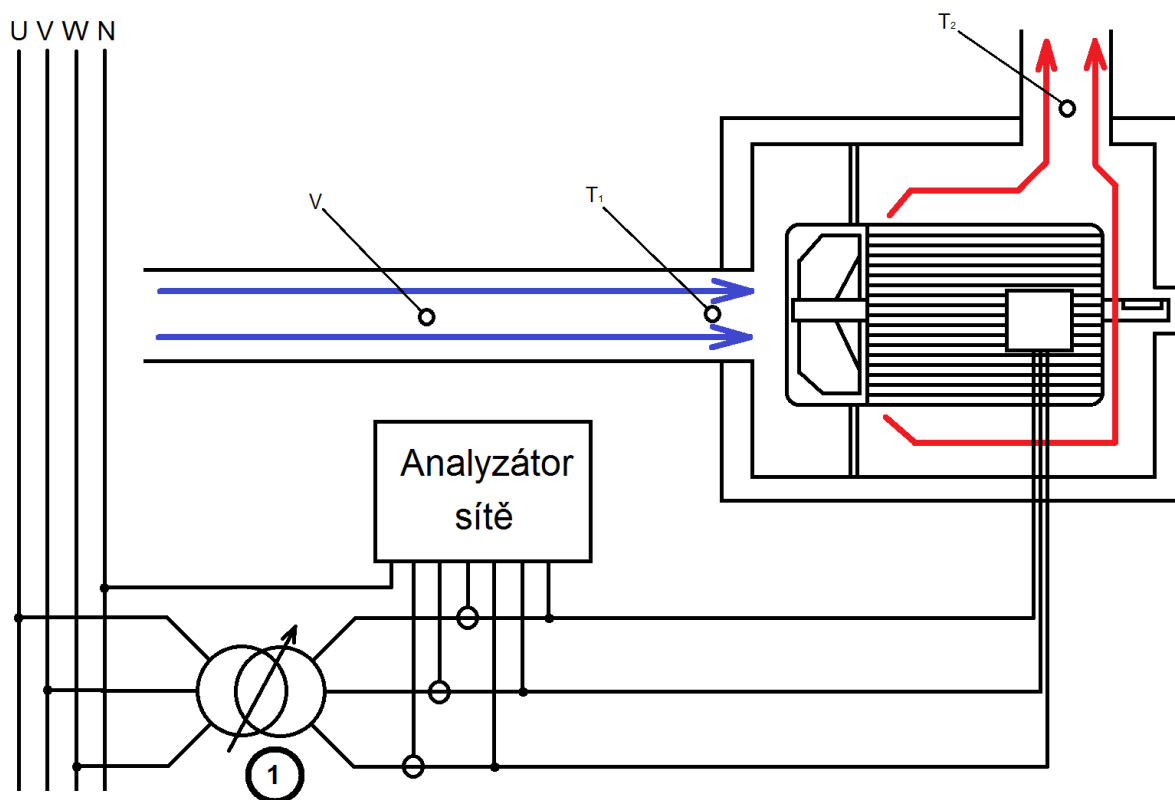 U V W N
T₂
V
T₁
Analyzátor
sítě
1